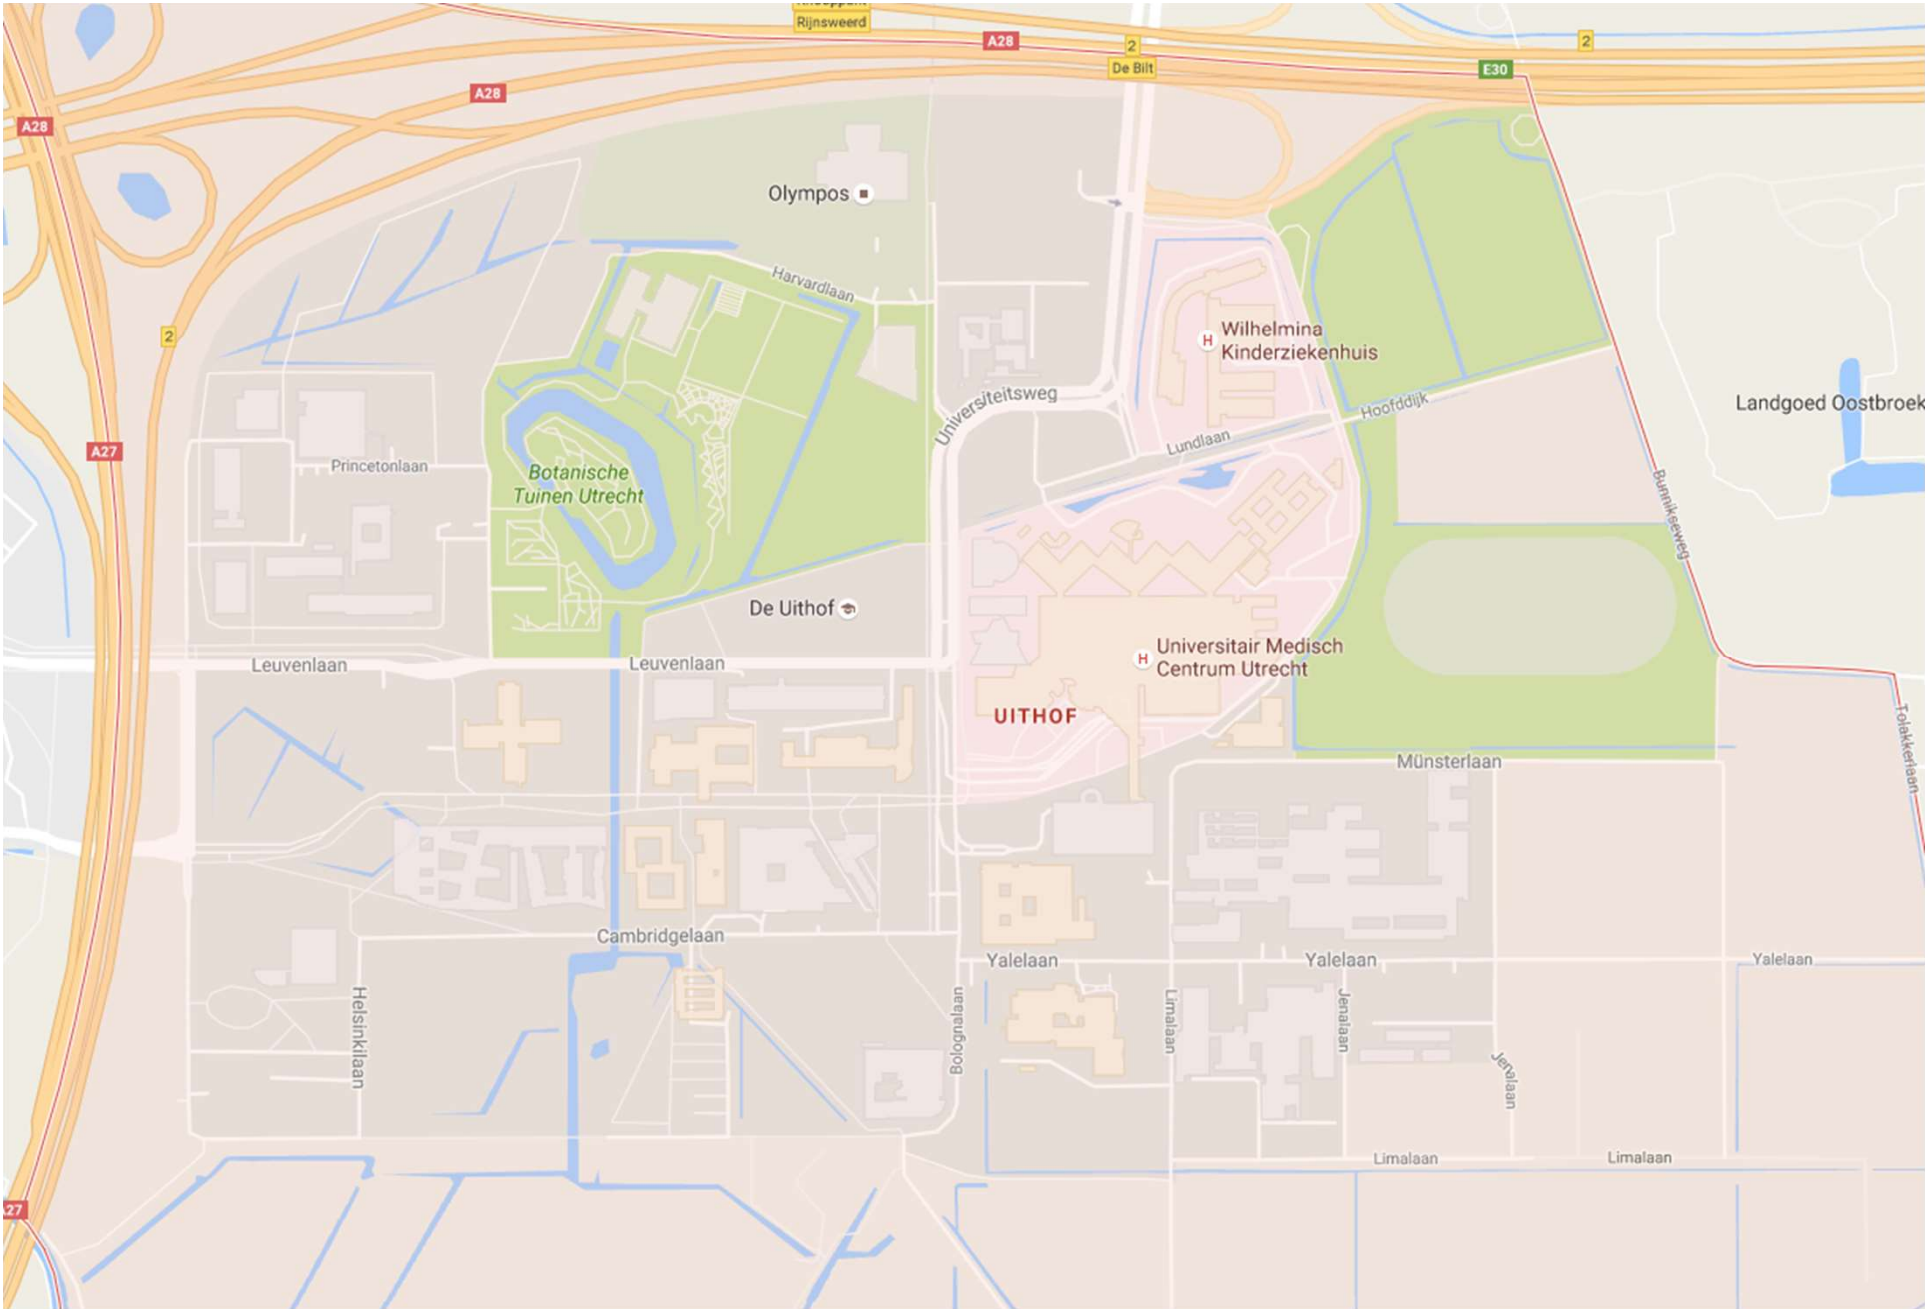 Rijnsweerd
A28
2
2
De Bilt
E30
A28
A28
Olympos
Harvardlaan
2
Wilhelmina
Kinderziekenhuis
Universiteitsweg
Hoofddijk
Landgoed Oostbroek
Lundlaan
A27
Princetonlaan
Botanische
Tuinen Utrecht
Bunnikseweg
De Uithof
Universitair Medisch
Centrum Utrecht
Leuvenlaan
Leuvenlaan
UITHOF
Tolakkerlaan
Münsterlaan
Cambridgelaan
Yalelaan
Yalelaan
Yalelaan
Helsinkilaan
Bolognalaan
Limalaan
Jenalaan
Jenalaan
Limalaan
Limalaan
27